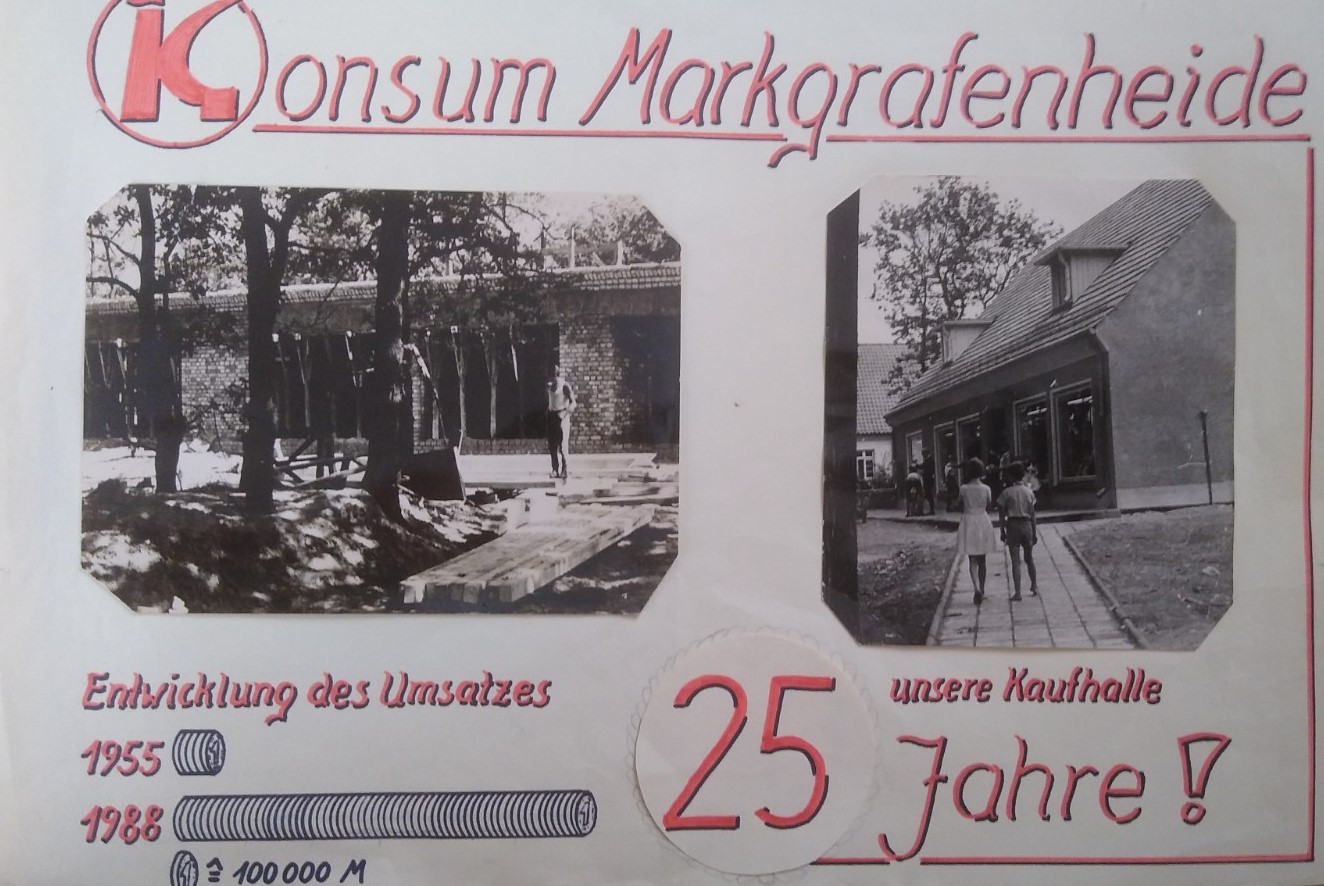 Konsum Markgrafenheide
Entwicklung des Umsatzes
1955
1988
≙ 100 000 M
25
unsere Kaufhalle
Jahre!